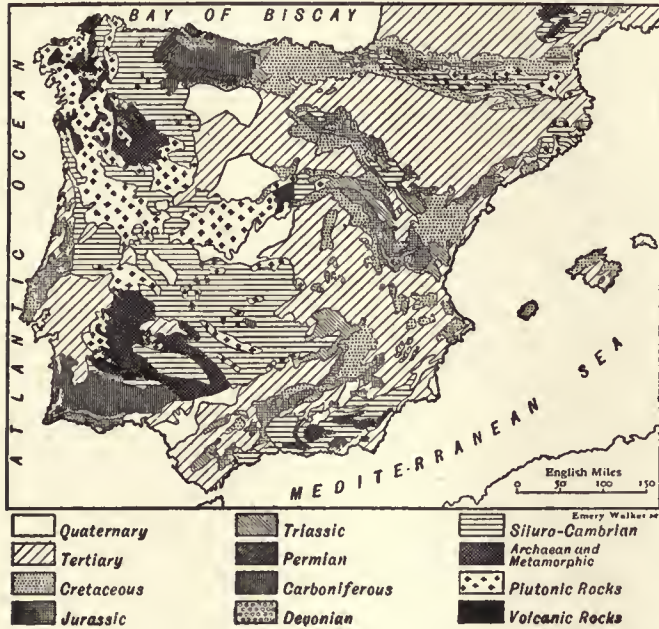 BAY OF BISCAY
ATLANTIC OCEAN
MEDITERRANEAN SEA
English Miles
0 50 100 150
Emery Walker sc
Quaternary
Tertiary
Cretaceous
Jurassic
Triassic
Permian
Carboniferous
Devonian
Siluro-Cambrian
Archaean and
Metamorphic
Plutonic Rocks
Volcanic Rocks